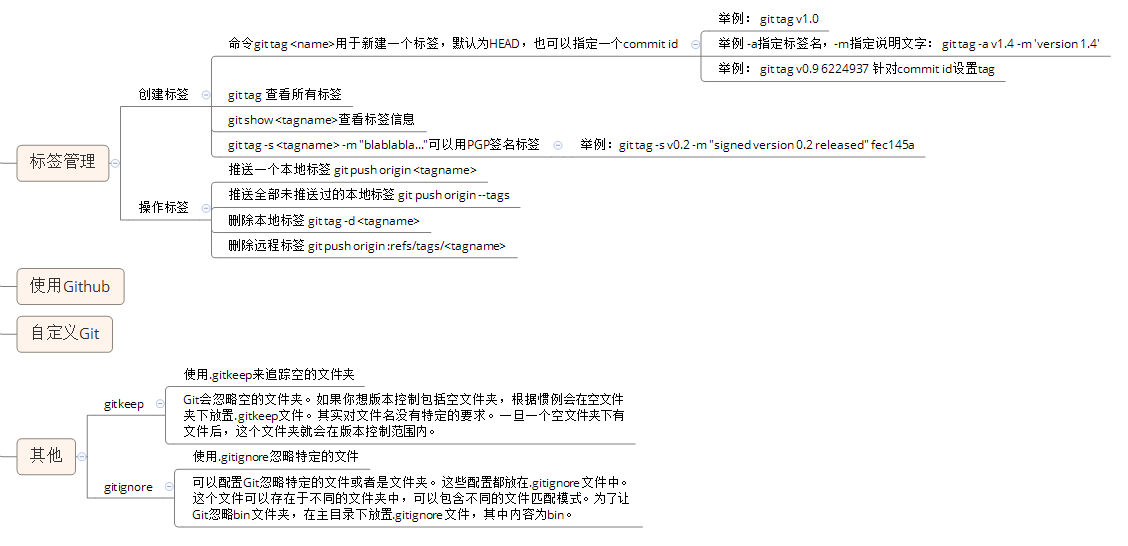 标签管理
创建标签
命令git tag <name>用于新建一个标签，默认为HEAD，也可以指定一个commit id
举例： git tag v1.0
举例 -a指定标签名，-m指定说明文字： git tag -a v1.4 -m 'version 1.4'
举例： git tag v0.9 6224937 针对commit id设置tag
git tag 查看所有标签
git show <tagname>查看标签信息
git tag -s <tagname> -m "blablabla..."可以用PGP签名标签
举例：git tag -s v0.2 -m "signed version 0.2 released" fec145a
操作标签
推送一个本地标签 git push origin <tagname>
推送全部未推送过的本地标签 git push origin --tags
删除本地标签 git tag -d <tagname>
删除远程标签 git push origin :refs/tags/<tagname>
使用Github
自定义Git
其他
gitkeep
使用.gitkeep来追踪空的文件夹
Git会忽略空的文件夹。如果你想版本控制包括空文件夹，根据惯例会在空文件
夹下放置.gitkeep文件。其实对文件名没有特定的要求。一旦一个空文件夹下有
文件后，这个文件夹就会在版本控制范围内。
gitignore
使用.gitignore忽略特定的文件
可以配置Git忽略特定的文件或者是文件夹。这些配置都放在.gitignore文件中。
这个文件可以存在于不同的文件夹中，可以包含不同的文件匹配模式。为了让
Git忽略bin文件夹，在主目录下放置.gitignore文件，其中内容为bin。